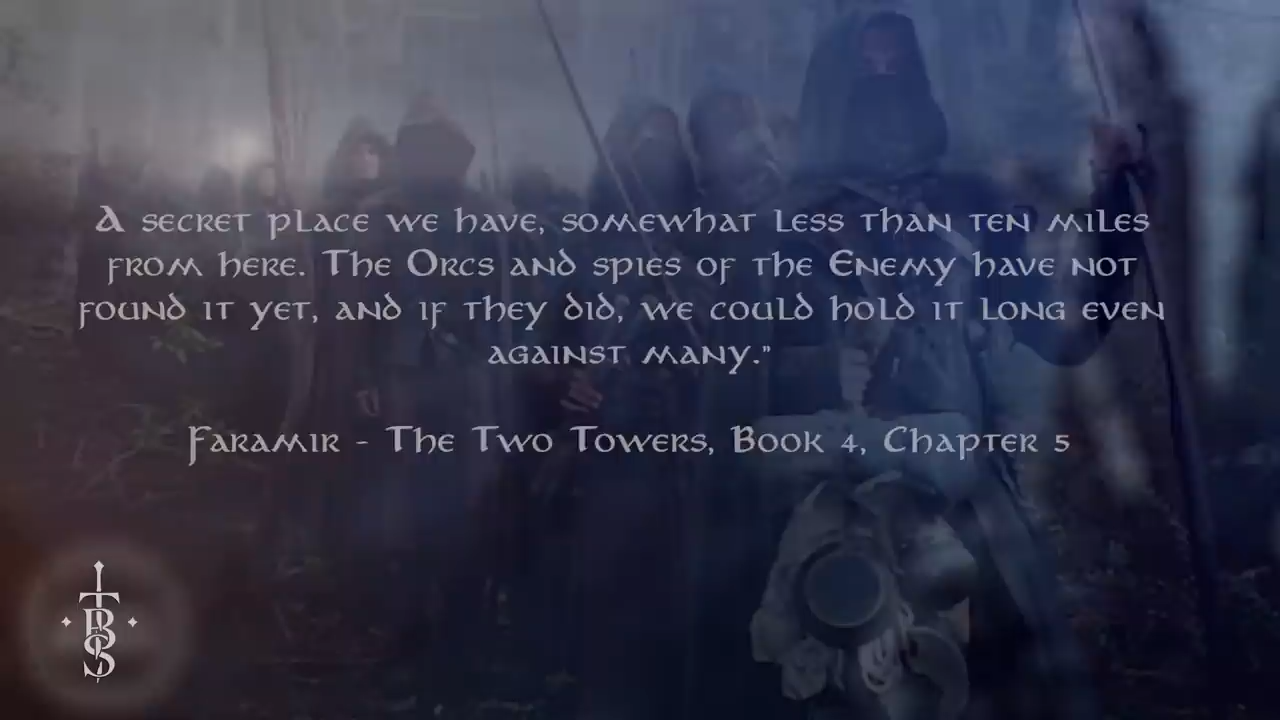 A secret place we have, somewhat less than ten miles
from here. The Orcs and spies of the Enemy have not
found it yet, and if they did, we could hold it long even
against many."
Faramir - The Two Towers, Book 4, Chapter 5
TBS